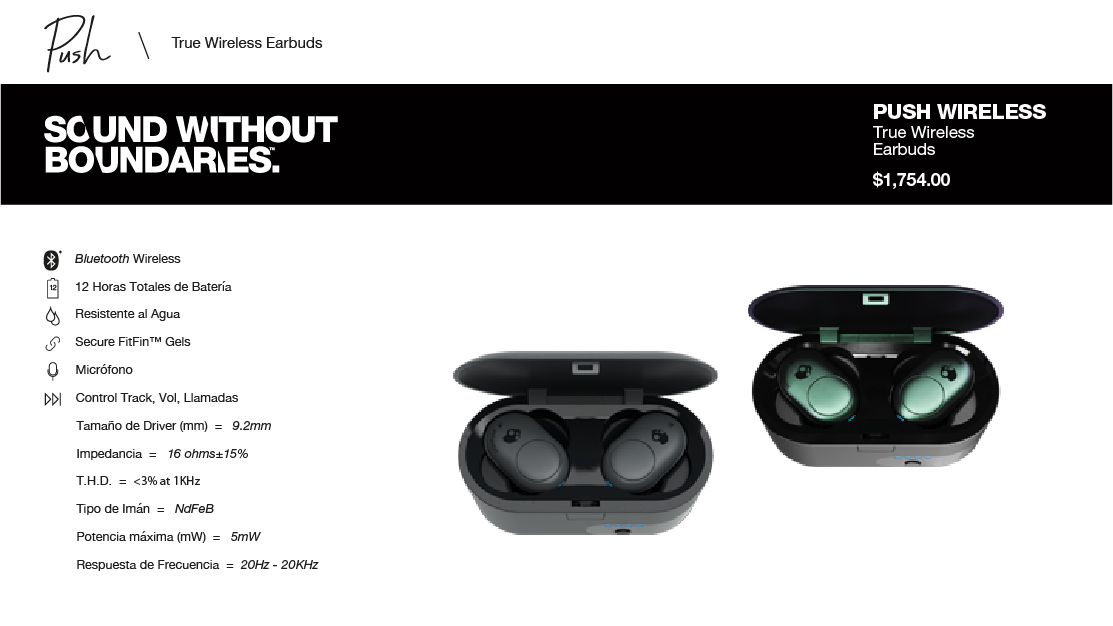 Push
True Wireless Earbuds
SOUND WITHOUT
BOUNDARIES.™
PUSH WIRELESS
True Wireless
Earbuds
$1,754.00
Bluetooth Wireless
12
12 Horas Totales de Batería
Resistente al Agua
Secure FitFin™ Gels
Micrófono
Control Track, Vol, Llamadas
Tamaño de Driver (mm) = 9.2mm
Impedancia = 16 ohms±15%
T.H.D. = <3% at 1KHz
Tipo de Imán = NdFeB
Potencia máxima (mW) = 5mW
Respuesta de Frecuencia = 20Hz - 20KHz